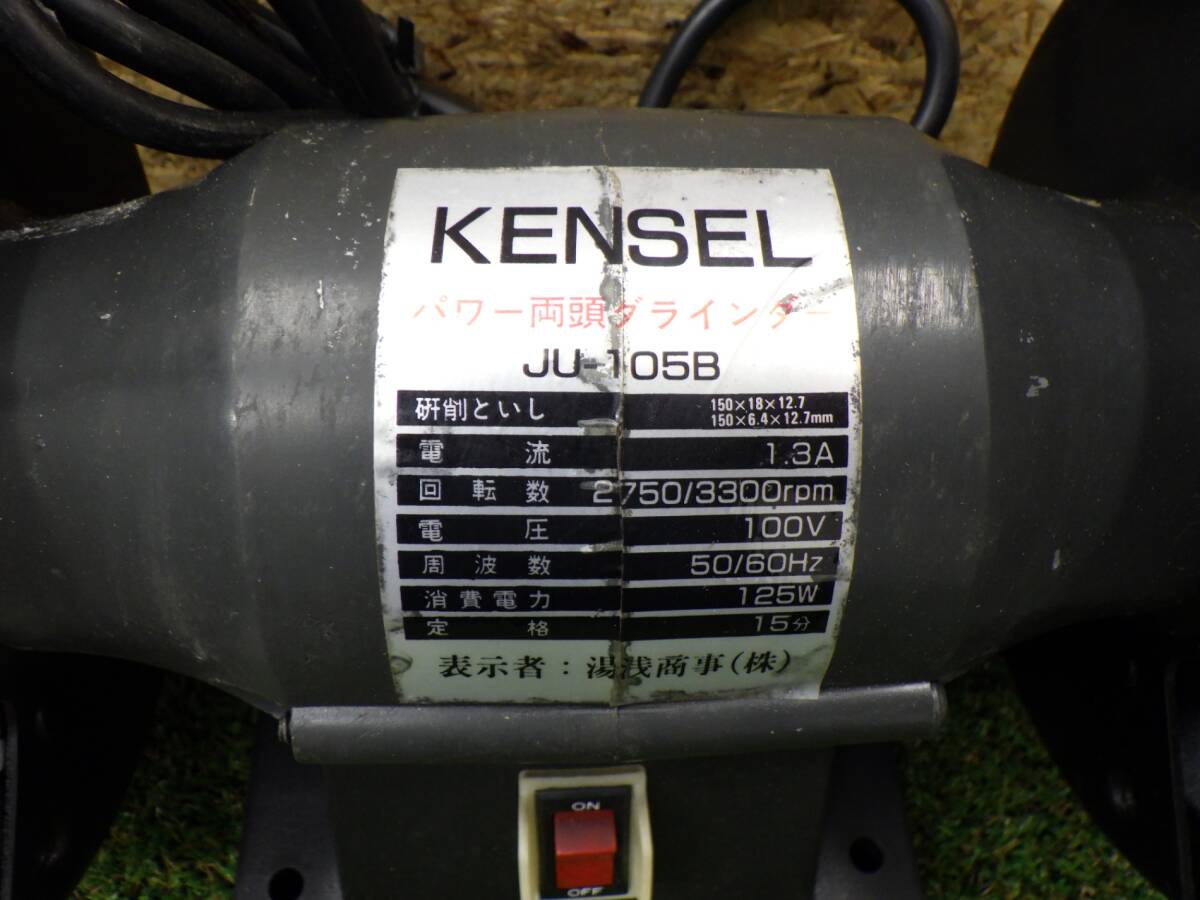 KENSEL
パワー両頭ダラインダー
JU-105B
研削といし 150×18×12.7
150×6.4×12.7mm
電流 1.3A
回転数 2750/3300rpm
電圧 100V
周波数 50/60Hz
消費電力 125W
定格 15分
表示者:湯浅商事(株)
ON
OFF